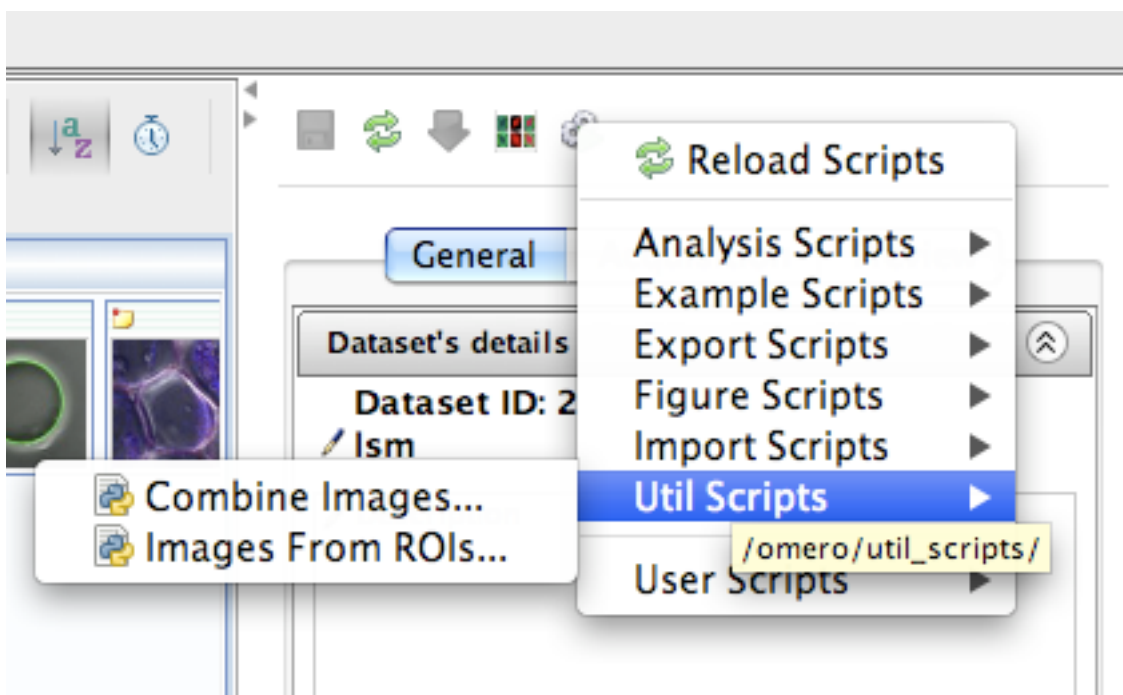 a
z
Reload Scripts
General
Analysis Scripts
Example Scripts
Dataset's details
Export Scripts
Dataset ID: 2
Figure Scripts
lsm
Import Scripts
Combine Images...
Util Scripts
Images From ROIs...
/omero/util_scripts/
User Scripts